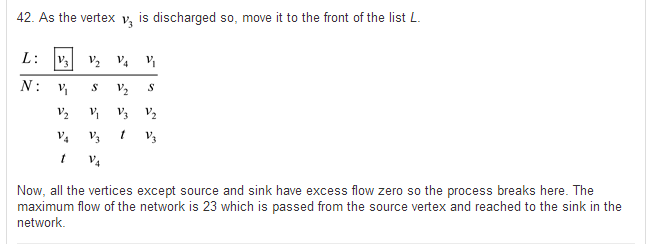 42. As the vertex v₃ is discharged so, move it to the front of the list L.
L: v₃ v₂ v₄ v₁
N: v₁ s v₂ s
v₂ v₁ v₃ v₂
v₄ v₃ t v₃
t v₄
Now, all the vertices except source and sink have excess flow zero so the process breaks here. The
maximum flow of the network is 23 which is passed from the source vertex and reached to the sink in the
network.